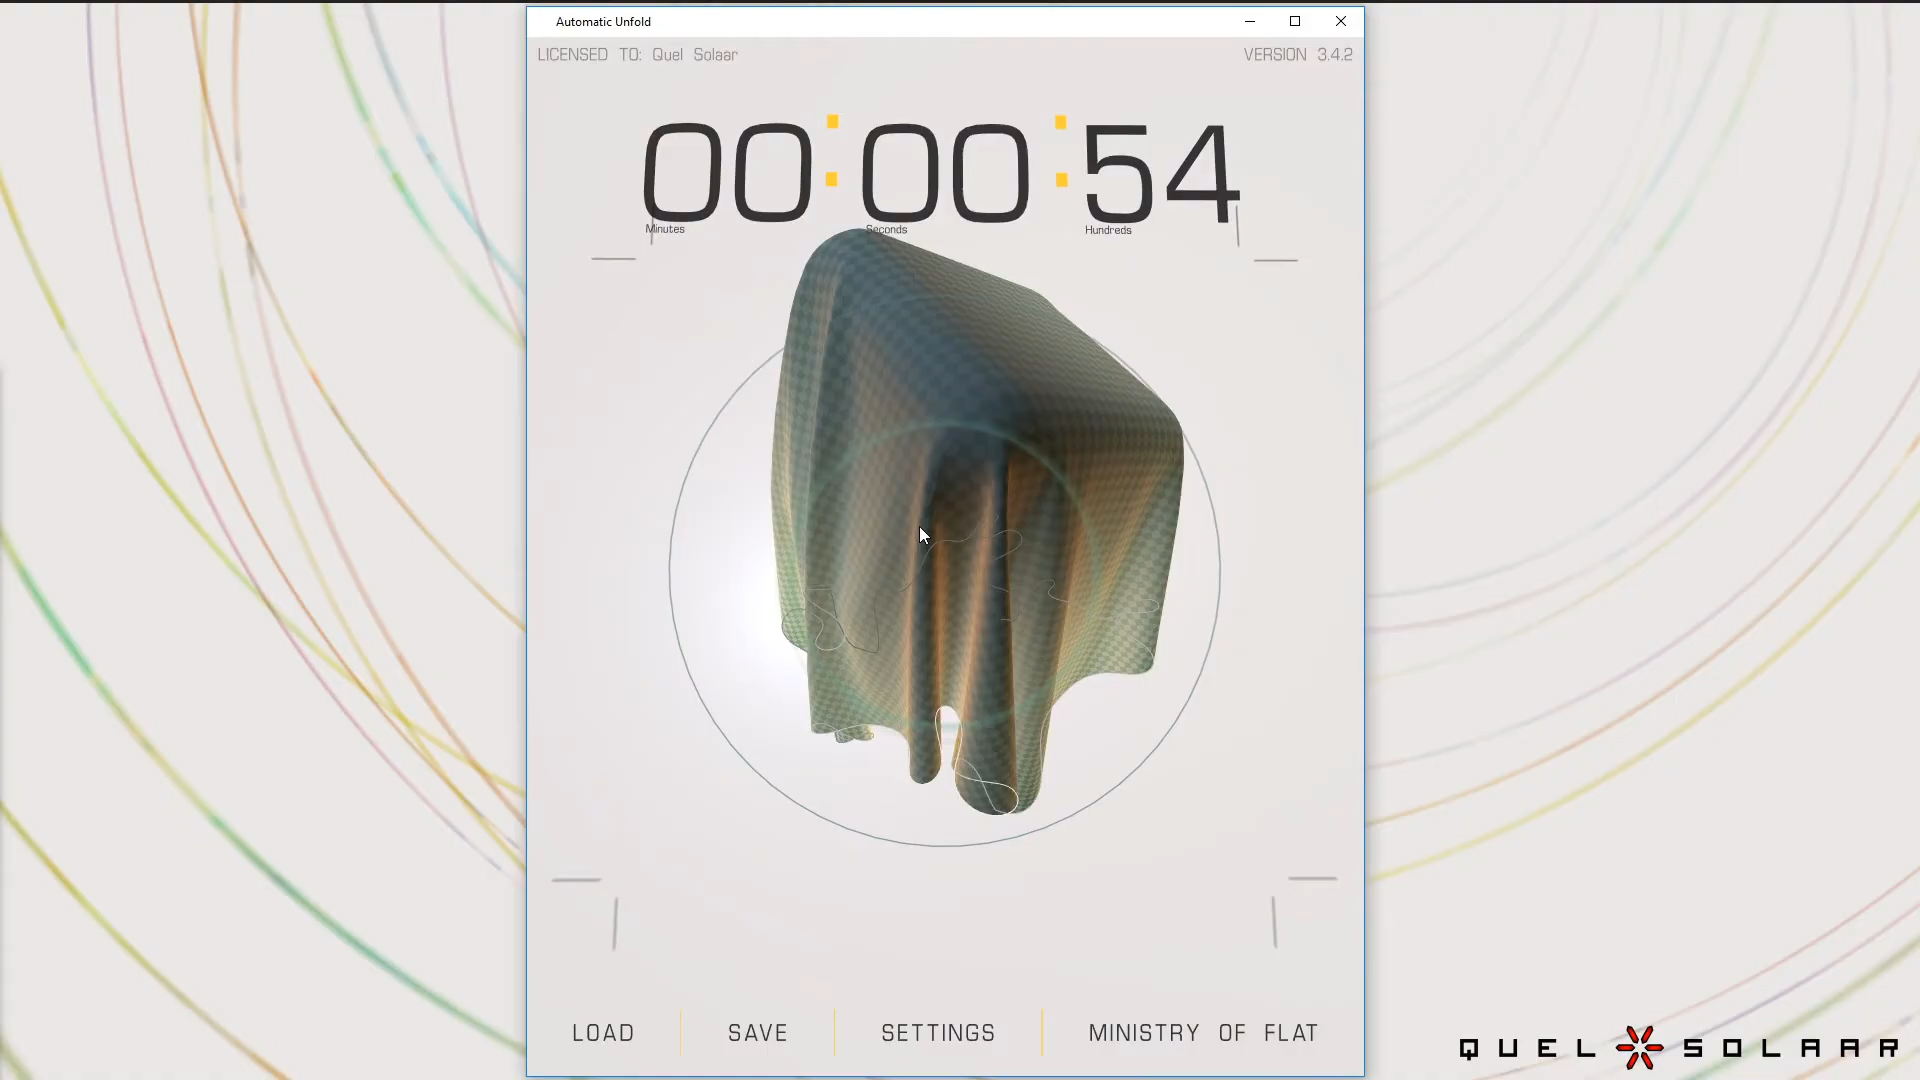 Automatic Unfold
LICENSED TO: Quel Solaar
VERSION 3.4.2
00:00:54
Minutes
Seconds
Hundreds
LOAD
SAVE
SETTINGS
MINISTRY OF FLAT
QUEL SOLAAR